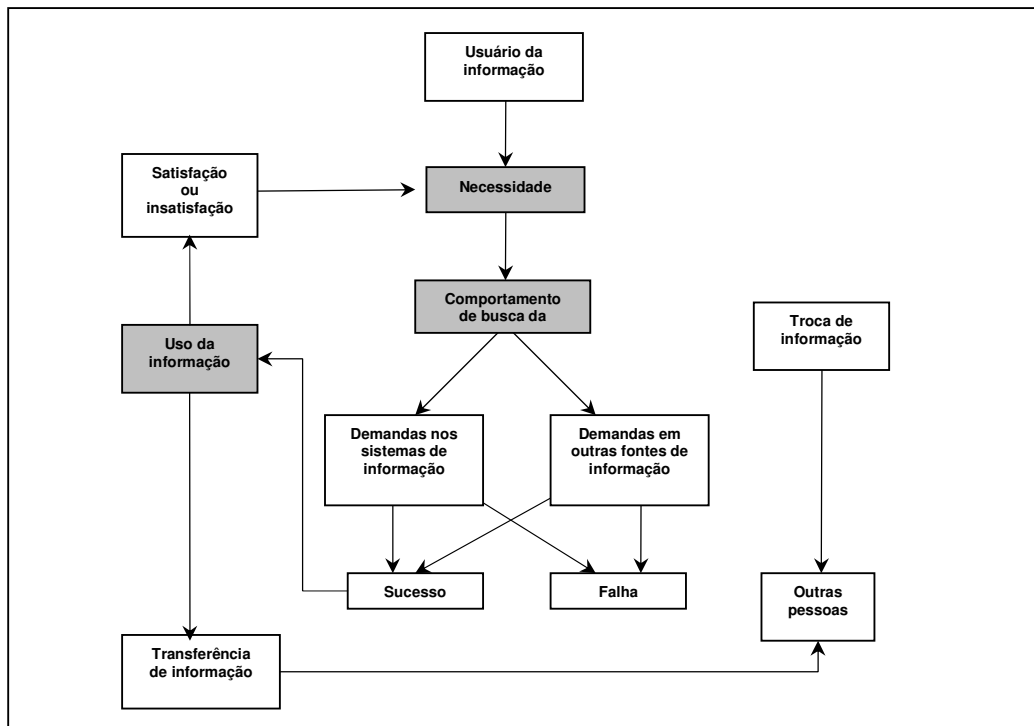 Usuário da
informação
Satisfação
ou
insatisfação
Necessidade
Comportamento
de busca da
Uso da
informação
Troca de
informação
Demandas nos
sistemas de
informação
Demandas em
outras fontes de
informação
Sucesso
Falha
Outras
pessoas
Transferência
de informação